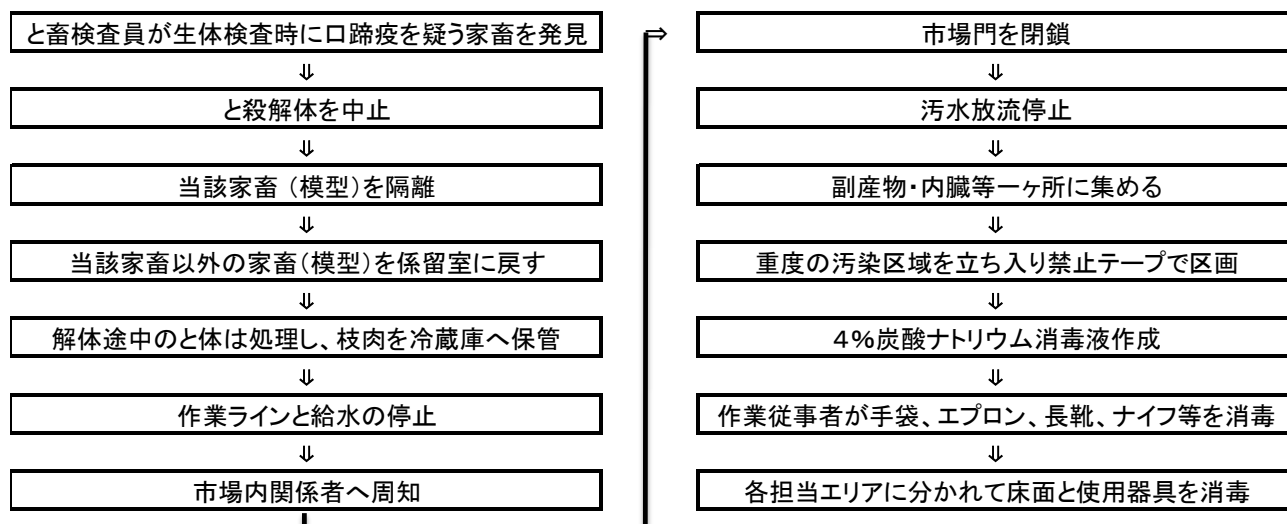 と畜検査員が生体検査時に口蹄疫を疑う家畜を発見
⇓
と殺解体を中止
⇓
当該家畜（模型）を隔離
⇓
当該家畜以外の家畜（模型）を係留室に戻す
⇓
解体途中のと体は処理し、枝肉を冷蔵庫へ保管
⇓
作業ラインと給水の停止
⇓
市場内関係者へ周知
⇒
市場門を閉鎖
⇓
汚水放流停止
⇓
副産物・内臓等一ヶ所に集める
⇓
重度の汚染区域を立ち入り禁止テープで区画
⇓
４％炭酸ナトリウム消毒液作成
⇓
作業従事者が手袋、エプロン、長靴、ナイフ等を消毒
⇓
各担当エリアに分かれて床面と使用器具を消毒